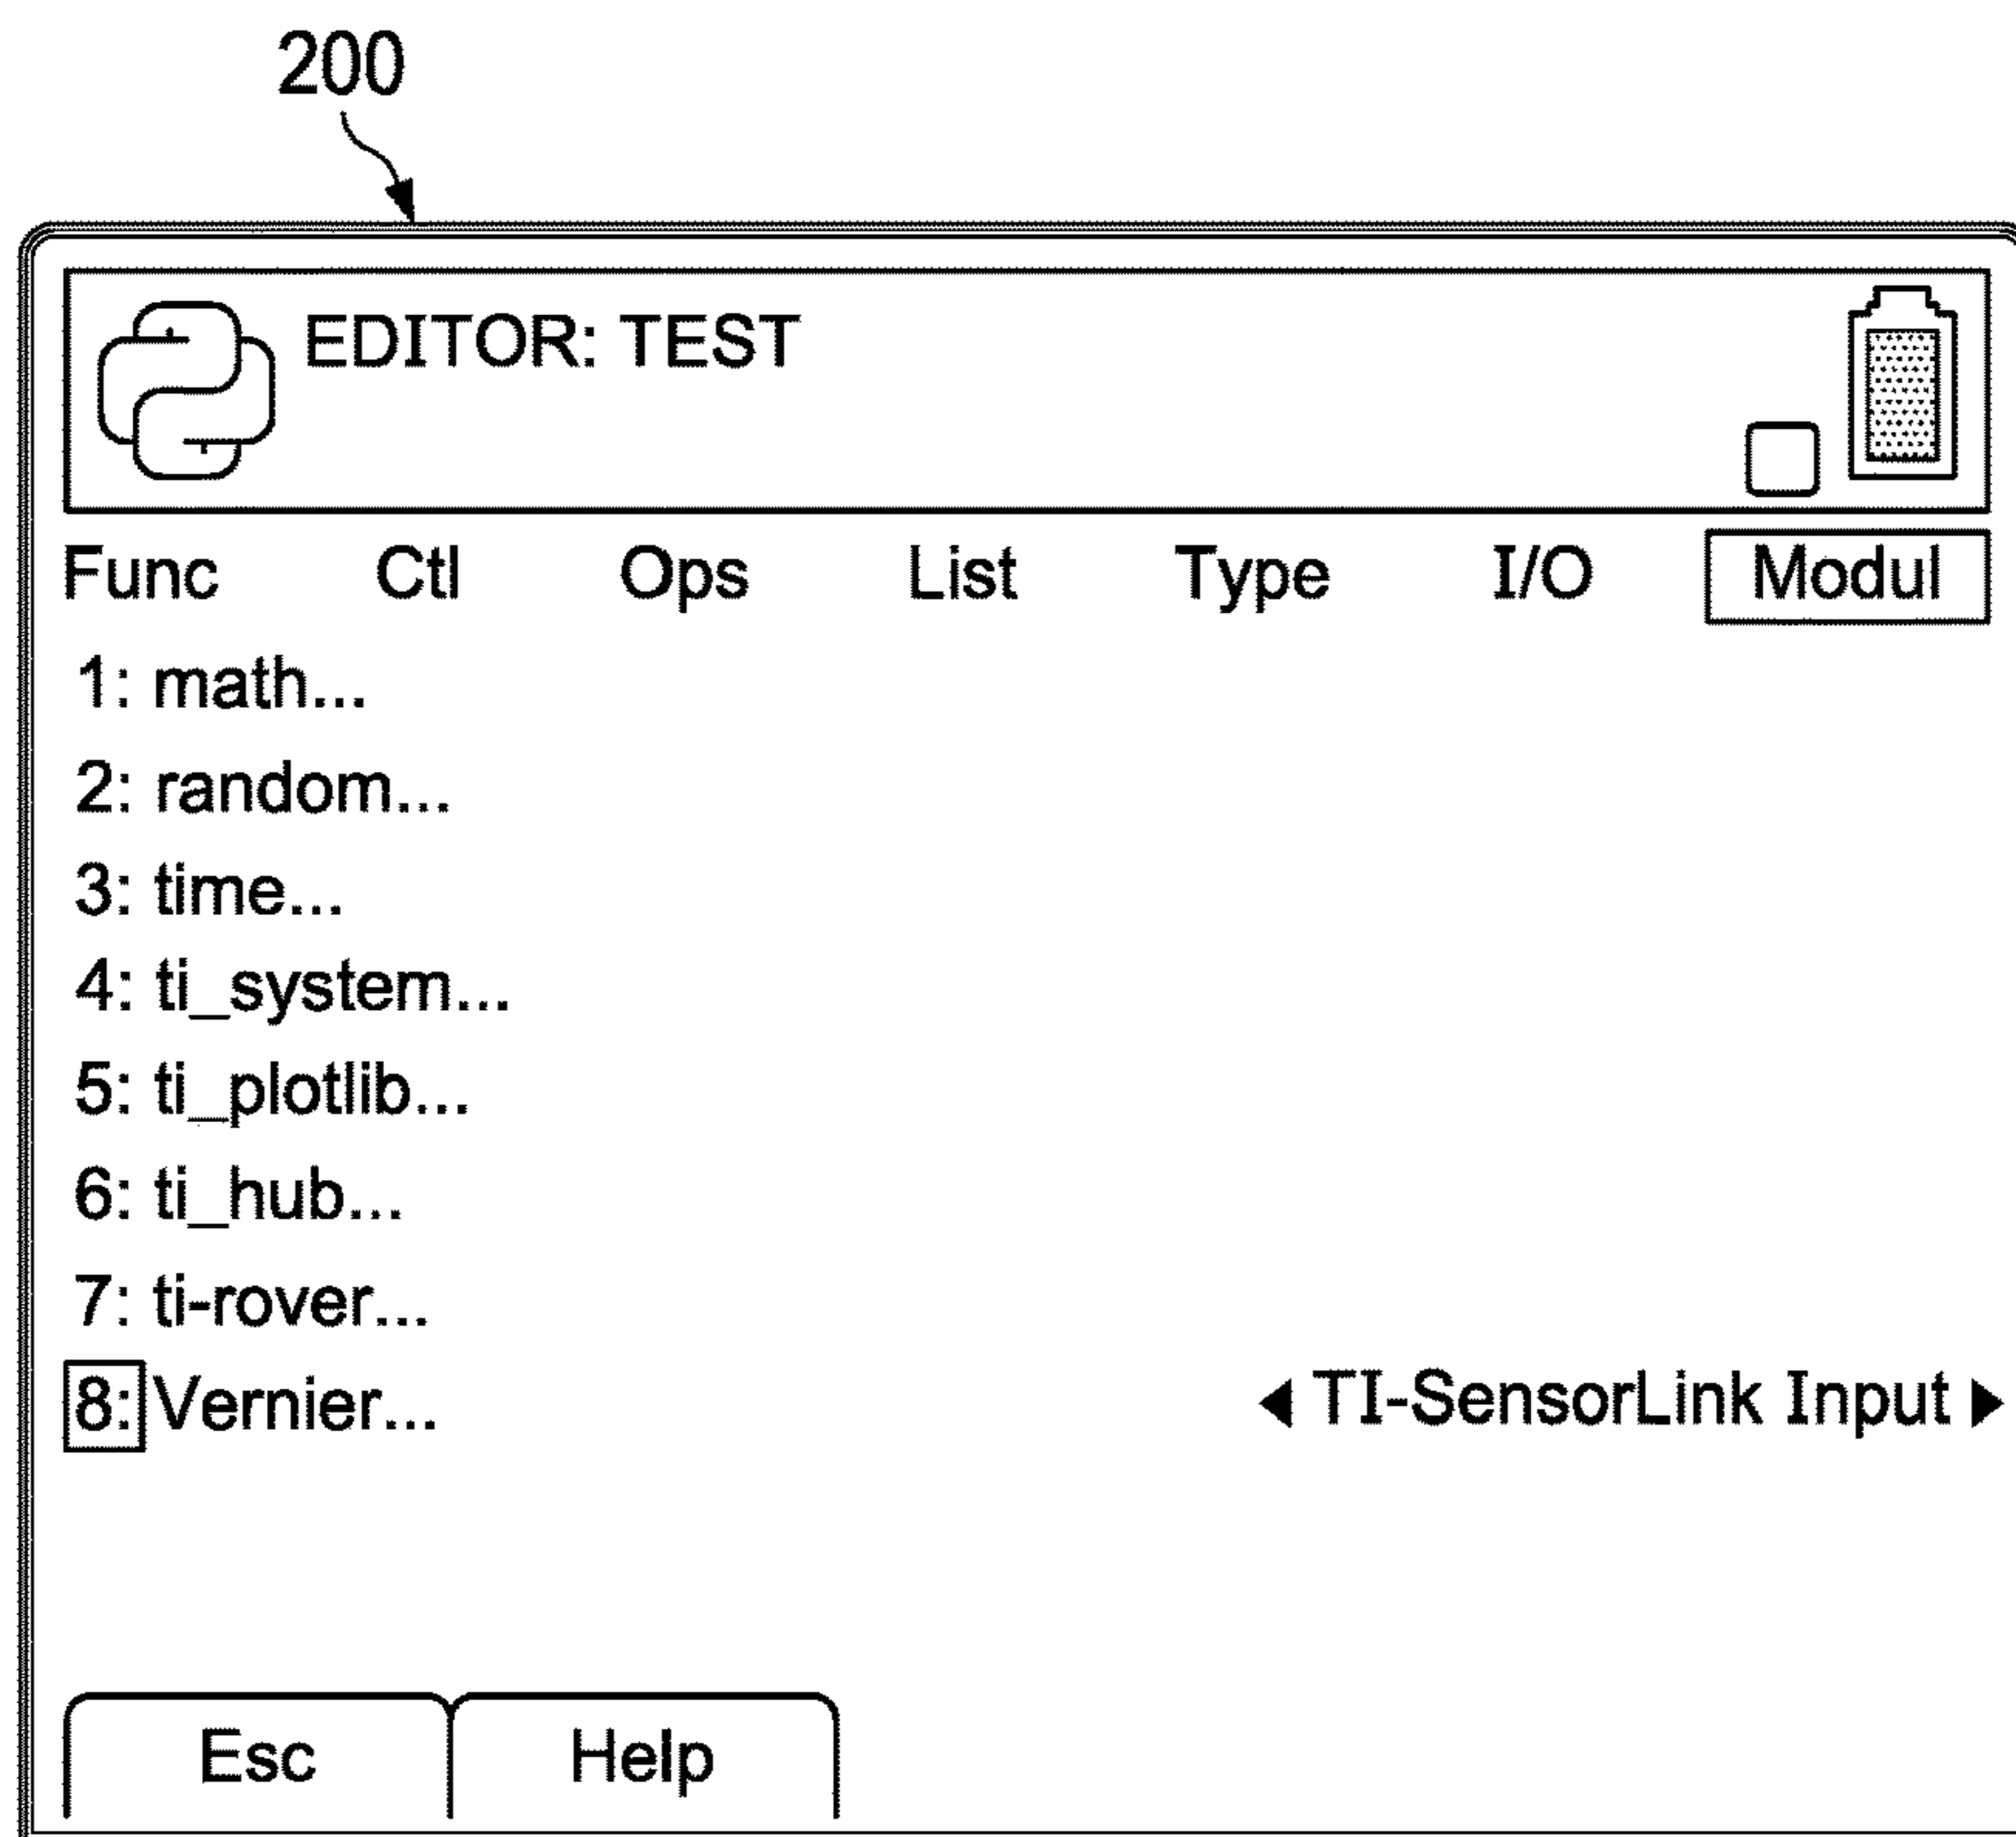 200
EDITOR: TEST
Func Ctl Ops List Type I/O Modul
1: math...
2: random...
3: time...
4: ti_system...
5: ti_plotlib...
6: ti_hub...
7: ti-rover...
8: Vernier... ◀ TI-SensorLink Input ▶
Esc Help